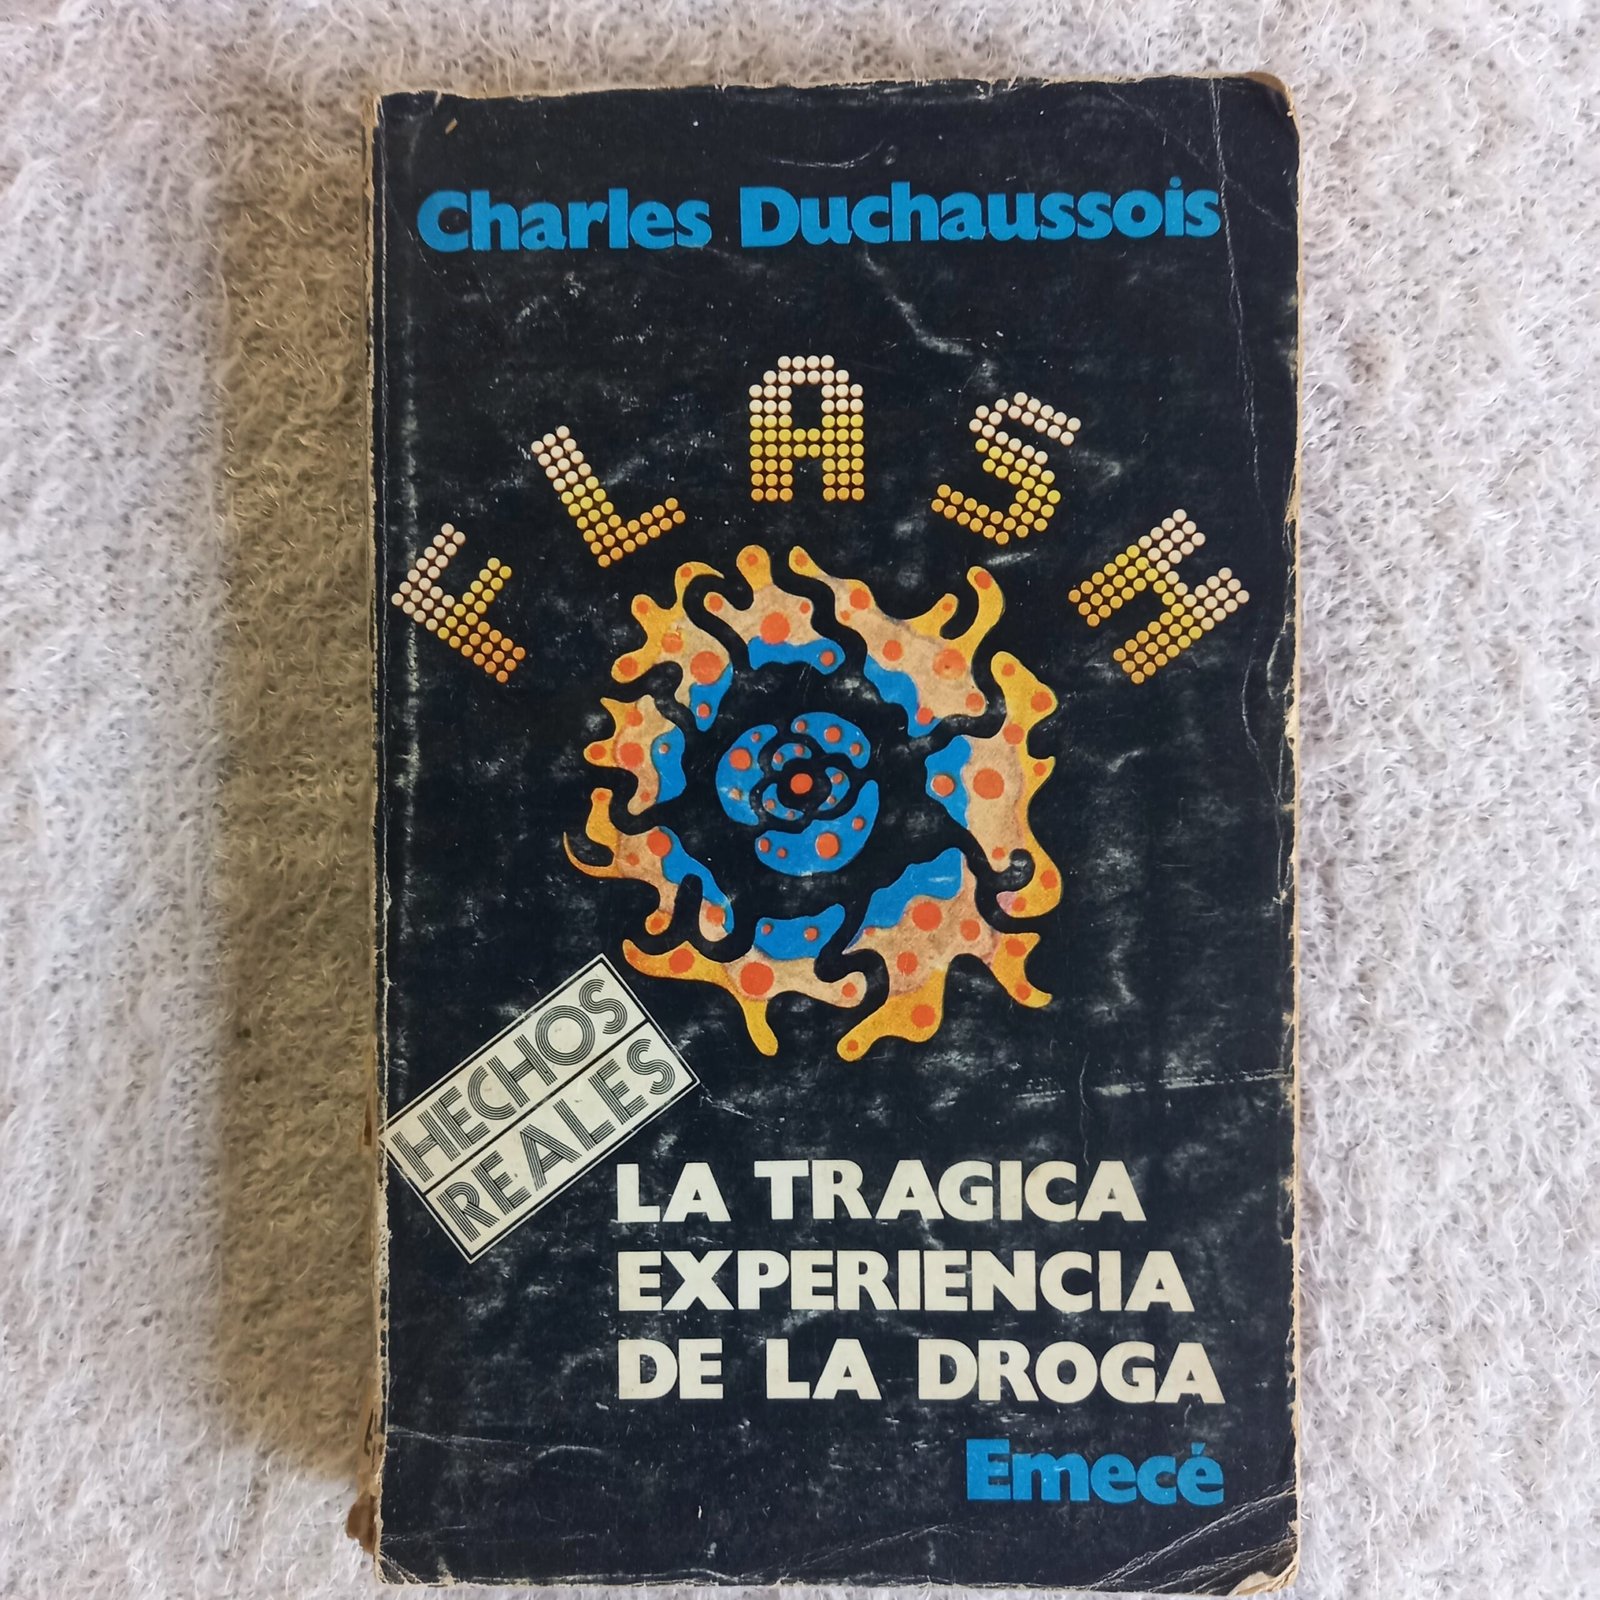 Charles Duchaussois
FLASH
HECHOS
REALES
LA TRAGICA
EXPERIENCIA
DE LA DROGA
Emecé